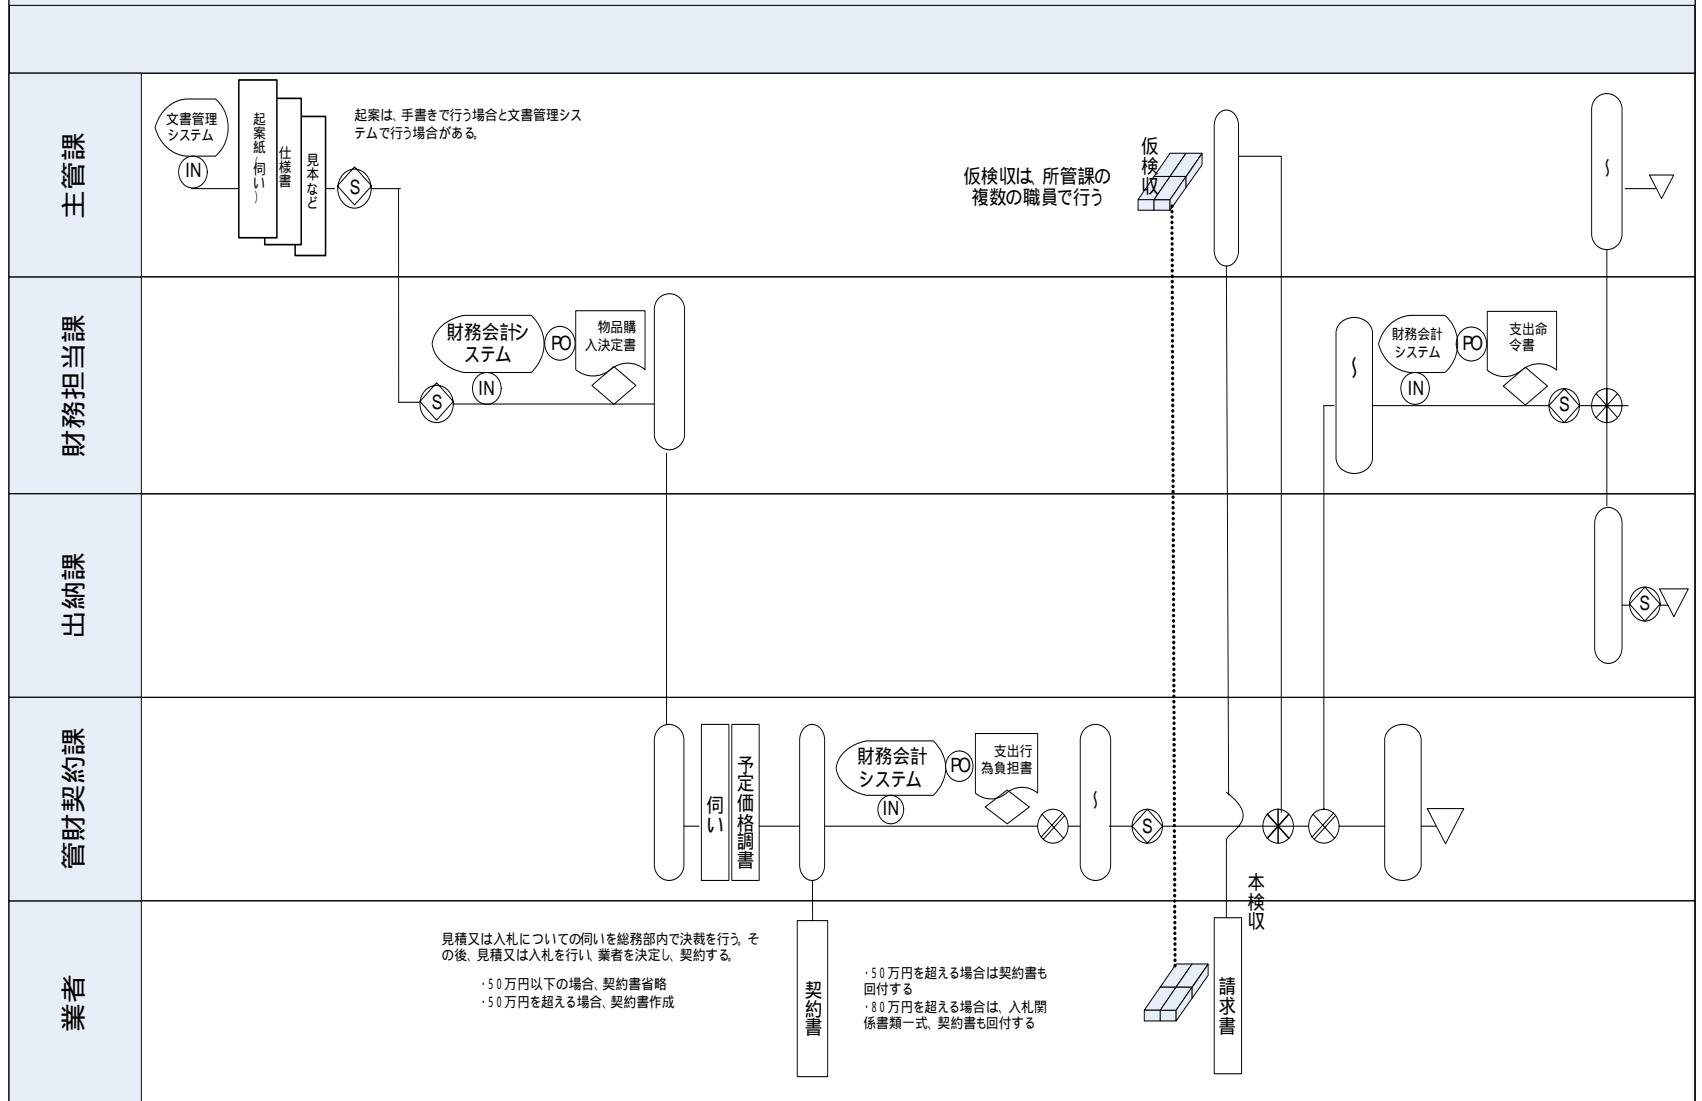 主管課
文書管理
システム
IN
起案紙(伺い)
仕様書
見本など
S
起案は、手書きで行う場合と文書管理シス
テムで行う場合がある。
仮検収は、所管課の
複数の職員で行う
仮検収
~
財務担当課
S
財務会計シ
ステム
IN
PO
物品購
入決定書
~
財務会計
システム
IN
PO
支出命
令書
S
出納課
S
管財契約課
伺い
予定価格調書
財務会計
システム
IN
PO
支出行
為負担書
~
S
本検収
業者
見積又は入札についての伺いを総務部内で決裁を行う。そ
の後、見積又は入札を行い、業者を決定し、契約する。
・50万円以下の場合、契約書省略
・50万円を超える場合、契約書作成
契約書
・50万円を超える場合は契約書も
回付する
・80万円を超える場合は、入札関
係書類一式、契約書も回付する
請求書